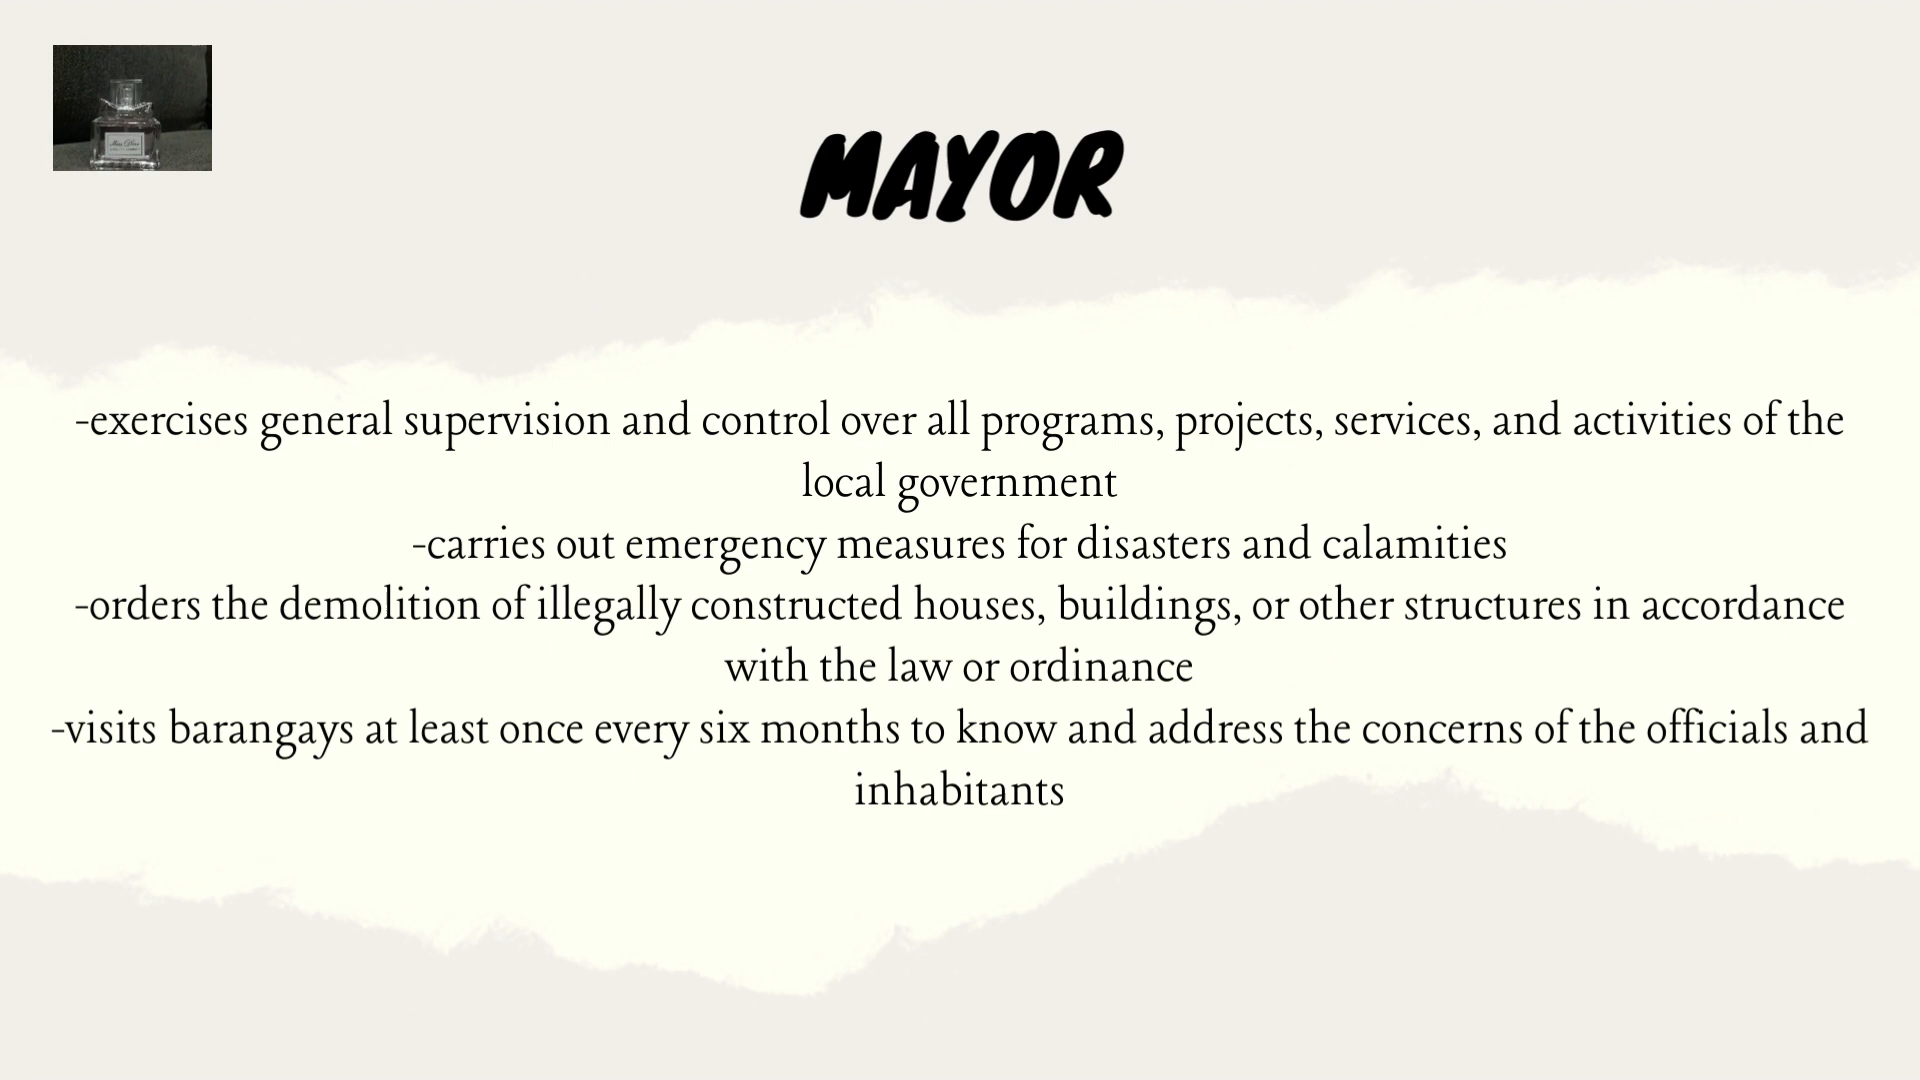 Miss Dior
MAYOR
-exercises general supervision and control over all programs, projects, services, and activities of the
local government
-carries out emergency measures for disasters and calamities
-orders the demolition of illegally constructed houses, buildings, or other structures in accordance
with the law or ordinance
-visits barangays at least once every six months to know and address the concerns of the officials and
inhabitants